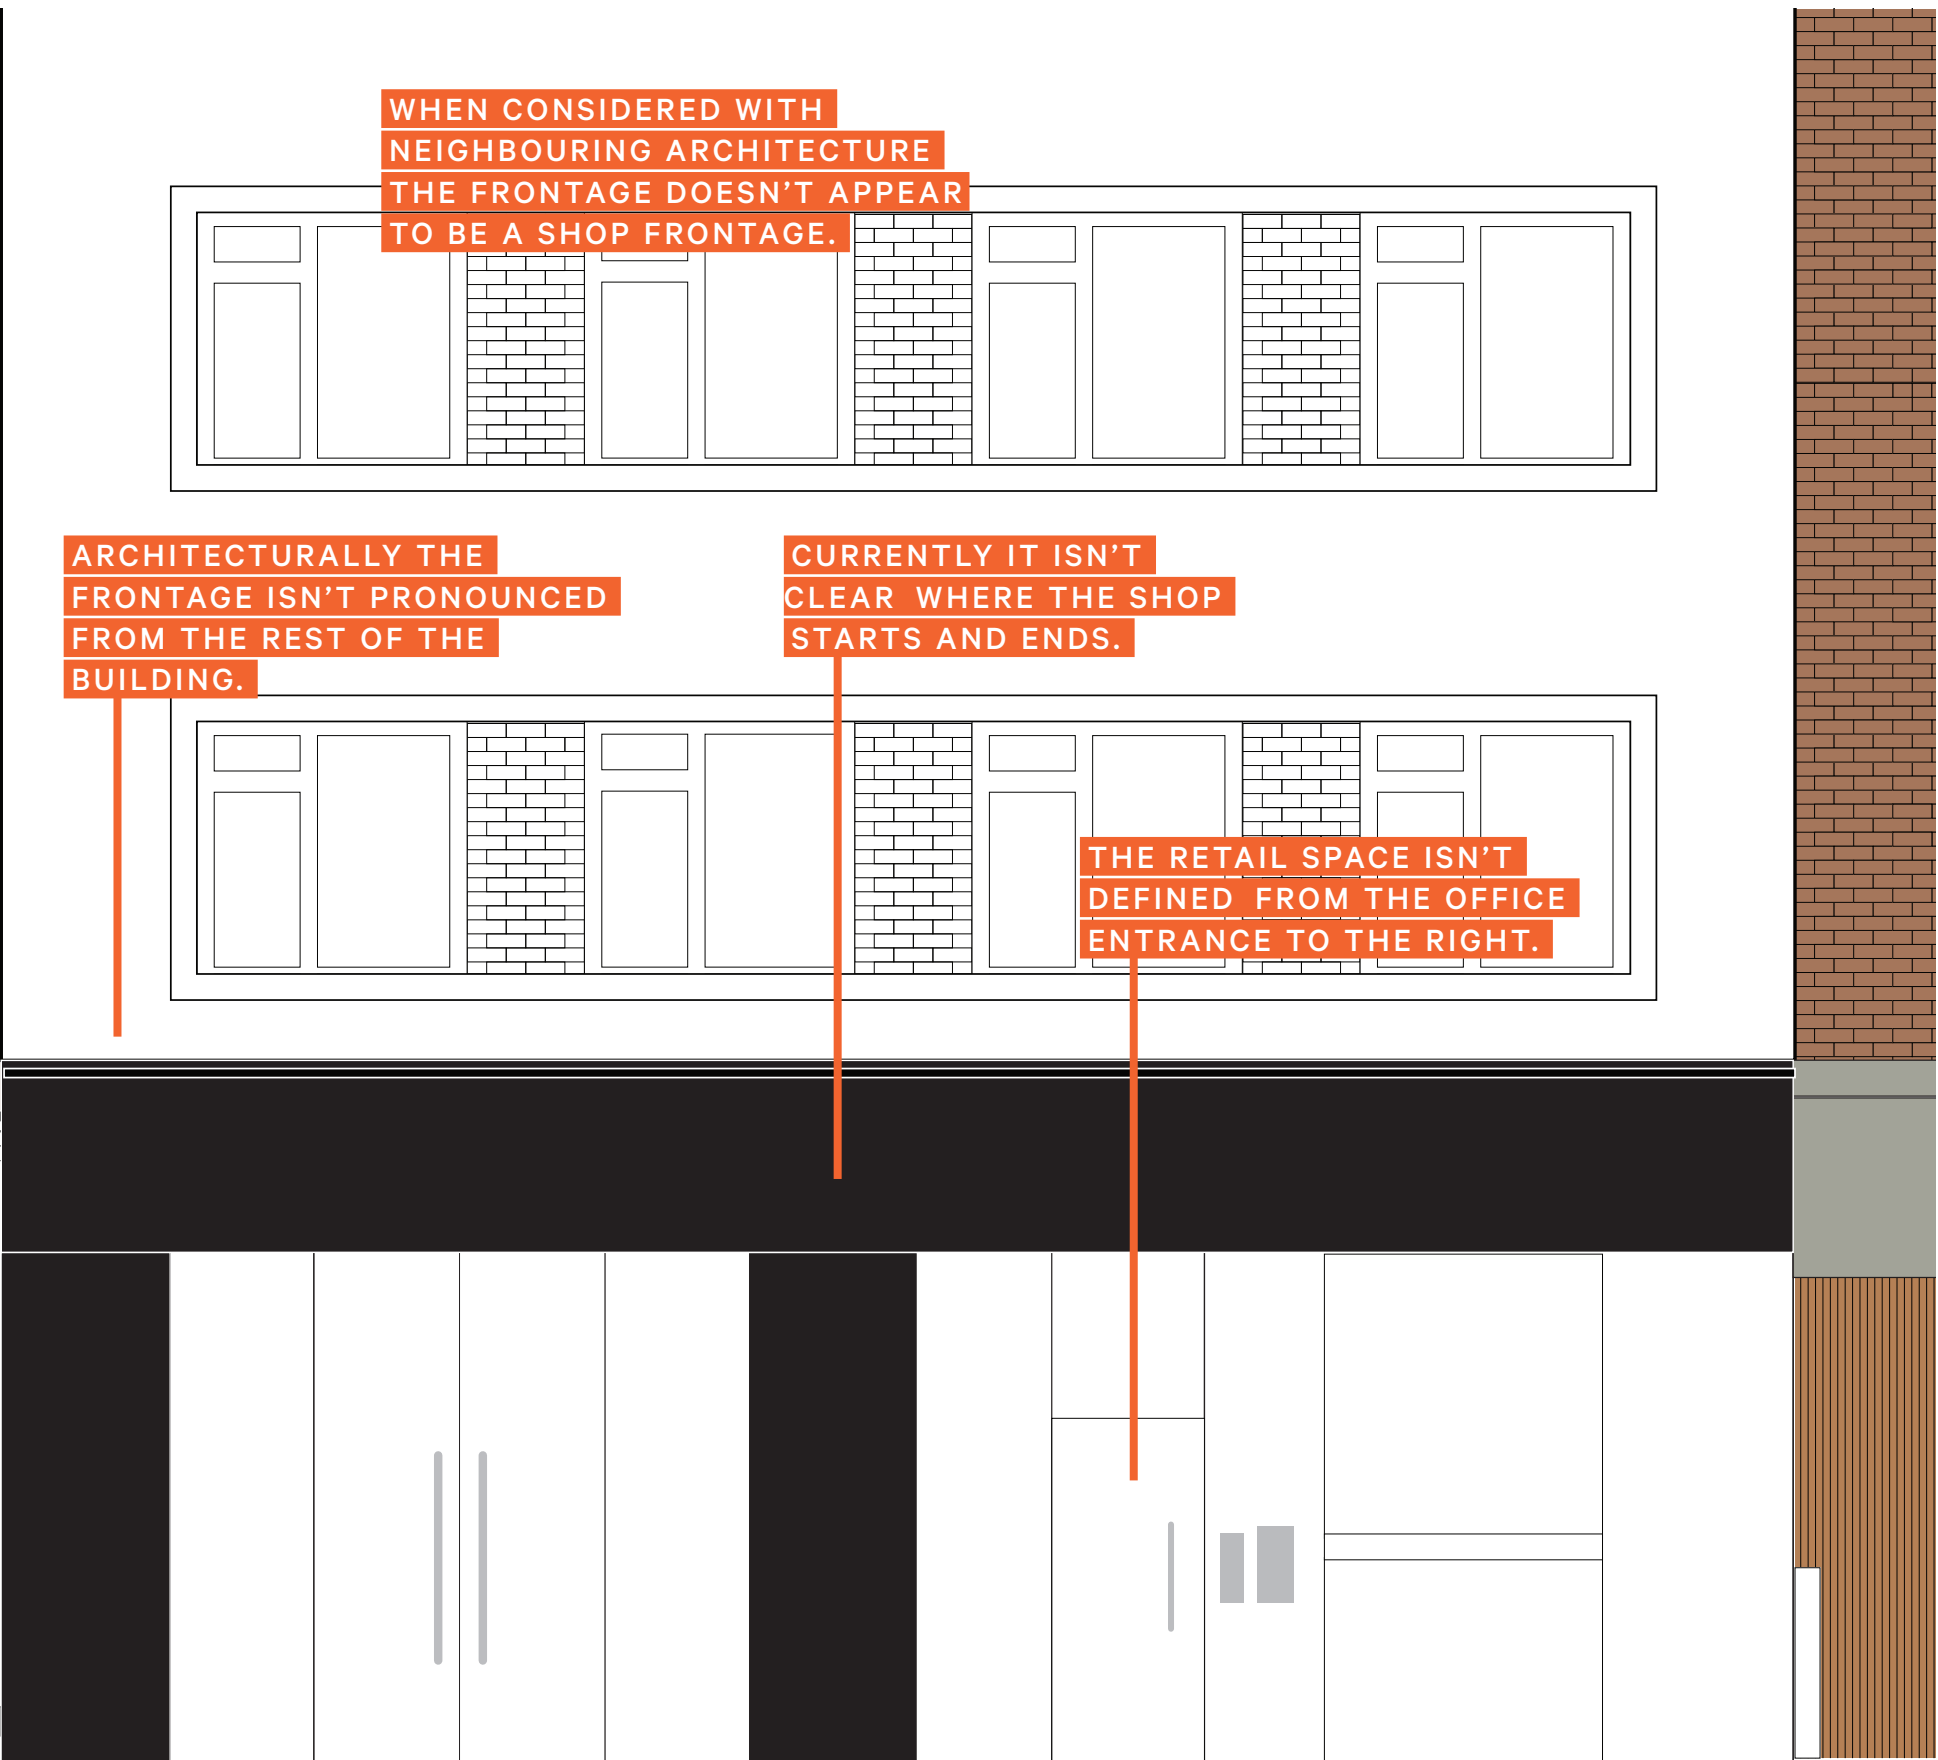 WHEN CONSIDERED WITH
NEIGHBOURING ARCHITECTURE
THE FRONTAGE DOESN’T APPEAR
TO BE A SHOP FRONTAGE.
ARCHITECTURALLY THE
FRONTAGE ISN’T PRONOUNCED
FROM THE REST OF THE
BUILDING.
CURRENTLY IT ISN’T
CLEAR WHERE THE SHOP
STARTS AND ENDS.
THE RETAIL SPACE ISN’T
DEFINED FROM THE OFFICE
ENTRANCE TO THE RIGHT.